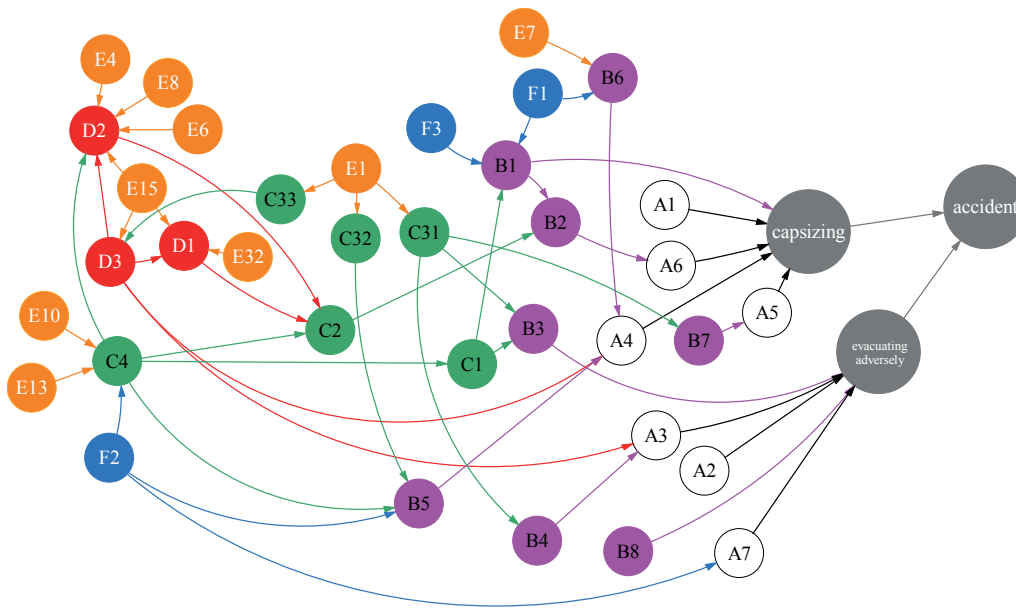 E7
E4
E8
B6
F1
E6
D2
F3
B1
E1
E15
C33
A1
accident
B2
C31
C32
capsizing
D1
E32
D3
A6
A5
E10
C2
B3
A4
B7
evacuating
adversely
C4
C1
E13
A3
F2
A2
B5
B4
B8
A7